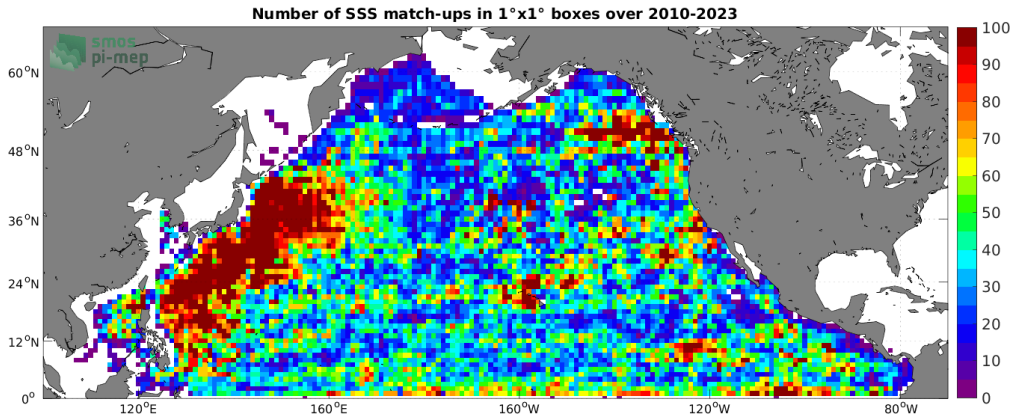 Number of SSS match-ups in 1°x1° boxes over 2010-2023
smos
pi-mep
60°N
48°N
36°N
24°N
12°N
0°
120°E
160°E
160°W
120°W
80°W
100
90
80
70
60
50
40
30
20
10
0